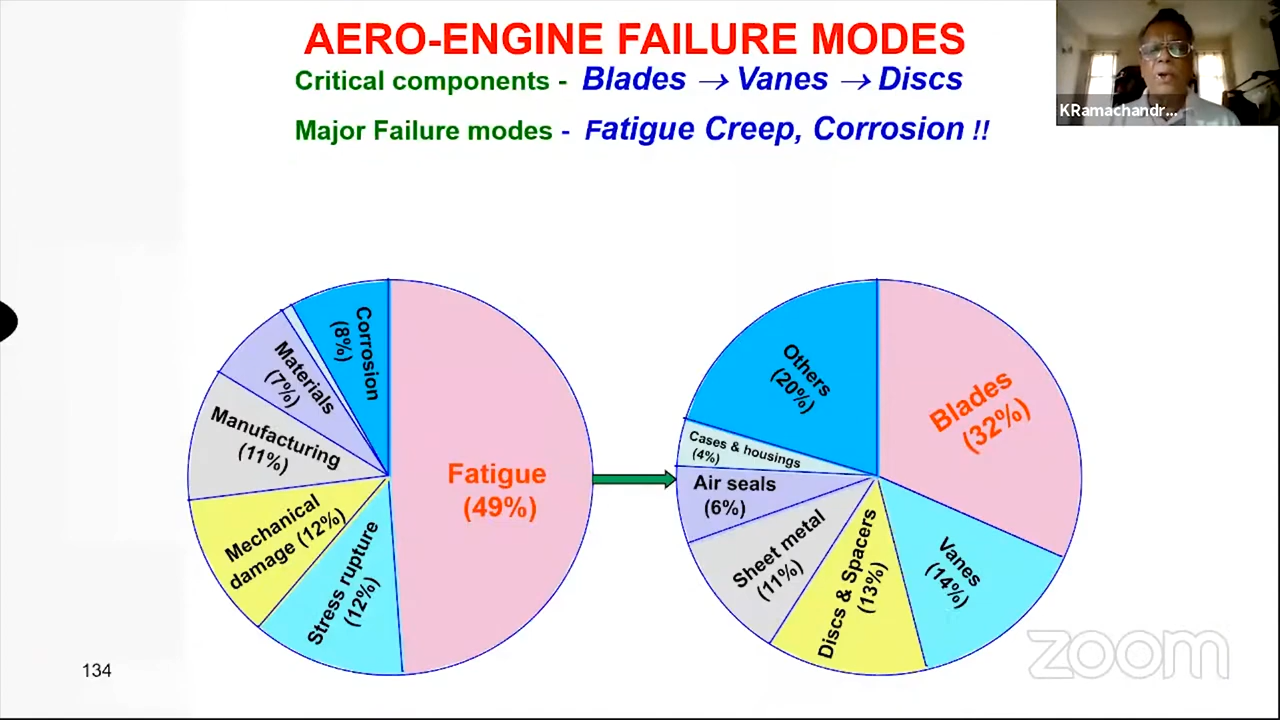 AERO-ENGINE FAILURE MODES
Critical components - Blades → Vanes → Discs
Major Failure modes - Fatigue Creep, Corrosion !!
KRamachandr...
Corrosion
(8%)
Materials
(7%)
Manufacturing
(11%)
Mechanical
damage (12%)
Stress rupture
(12%)
Fatigue
(49%)
Others
(20%)
Blades
(32%)
Cases & housings
(4%)
Air seals
(6%)
Sheet metal
(11%)
Discs & Spacers
(13%)
Vanes
(14%)
134
zoom